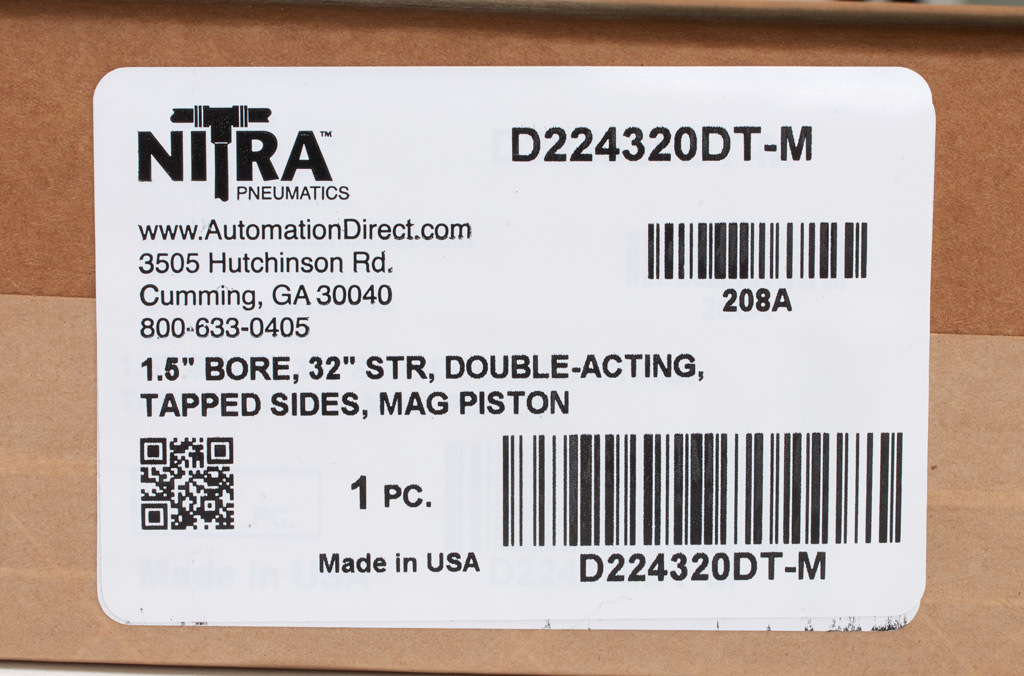 NITRA™
PNEUMATICS
D224320DT-M
www.AutomationDirect.com
3505 Hutchinson Rd.
Cumming, GA 30040
800-633-0405
208A
1.5" BORE, 32" STR, DOUBLE-ACTING,
TAPPED SIDES, MAG PISTON
1 PC.
Made in USA
D224320DT-M